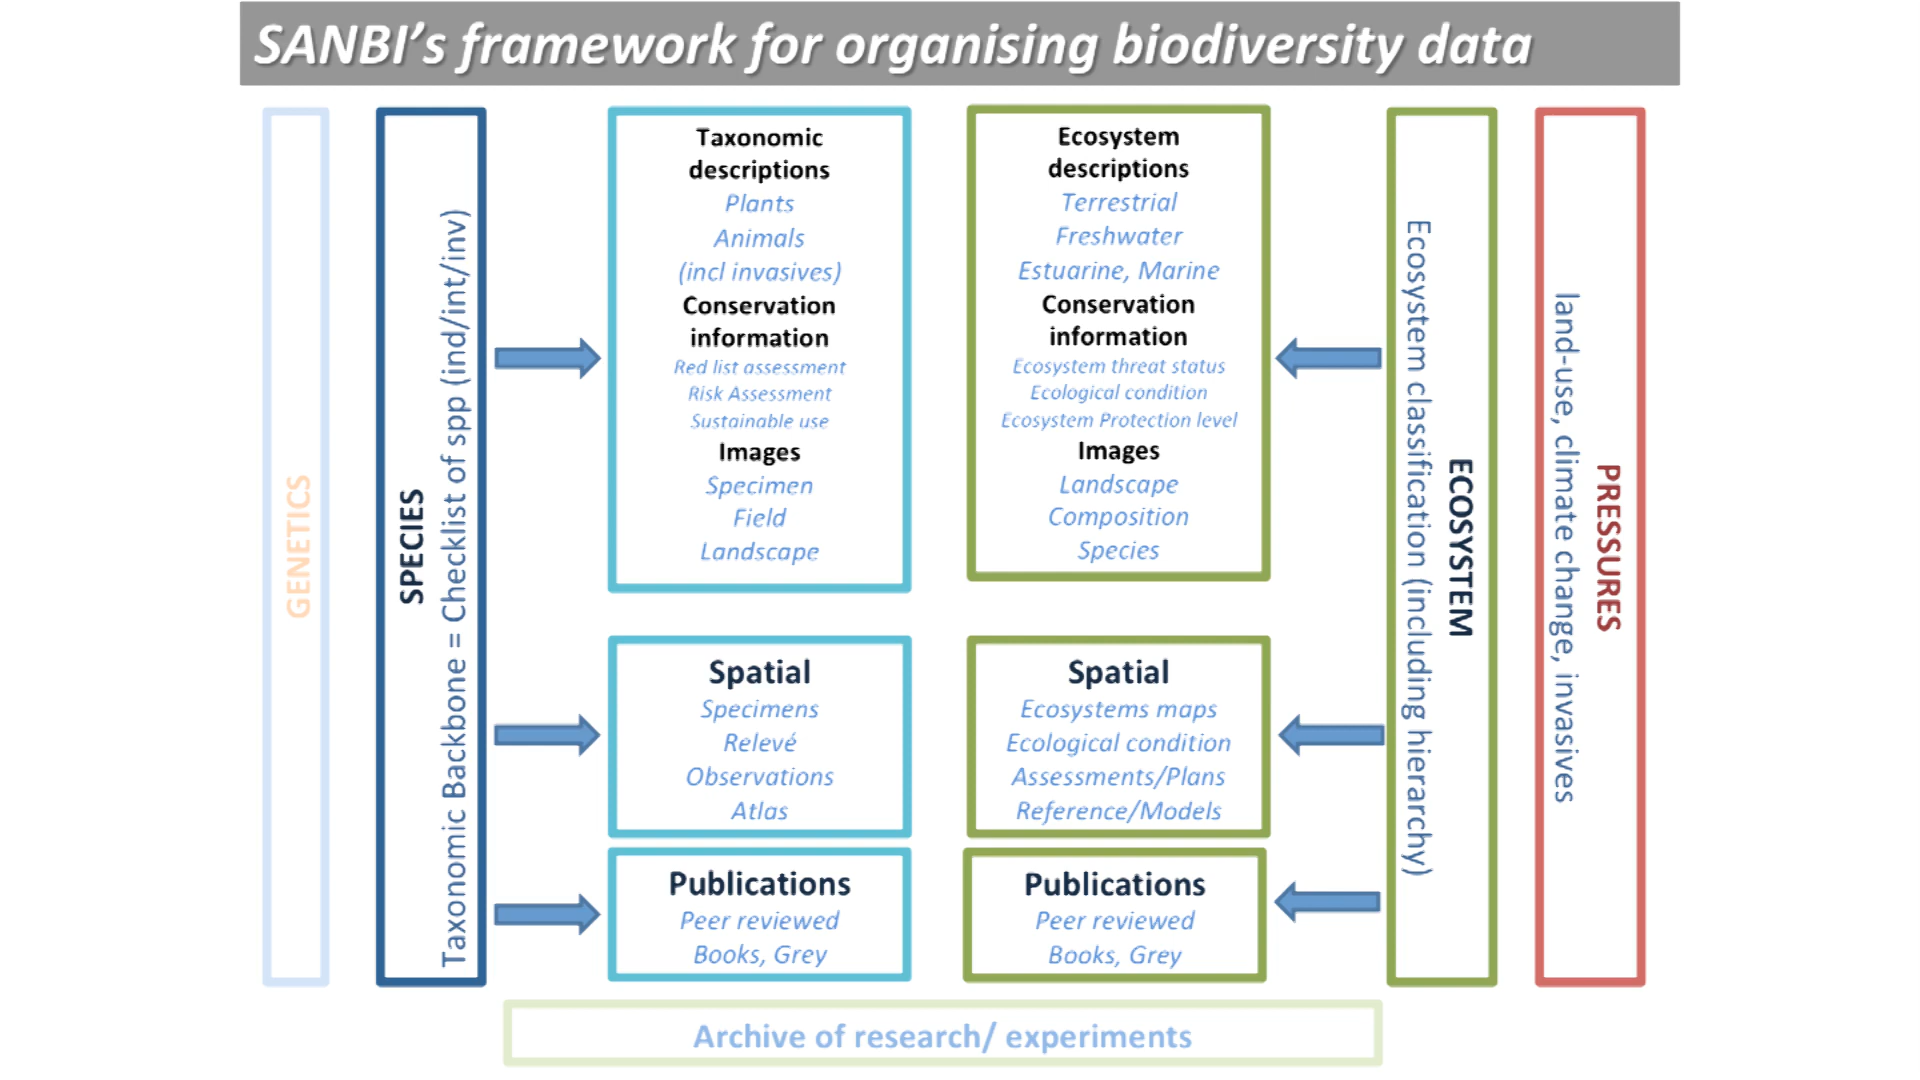 SANBI's framework for organising biodiversity data
GENETICS
SPECIES
Taxonomic Backbone = Checklist of spp (ind/int/inv)
Taxonomic
descriptions
Plants
Animals
(incl invasives)
Conservation
information
Red list assessment
Risk Assessment
Sustainable use
Images
Specimen
Field
Landscape
Spatial
Specimens
Relevé
Observations
Atlas
Publications
Peer reviewed
Books, Grey
Ecosystem
descriptions
Terrestrial
Freshwater
Estuarine, Marine
Conservation
information
Ecosystem threat status
Ecological condition
Ecosystem Protection level
Images
Landscape
Composition
Species
Spatial
Ecosystems maps
Ecological condition
Assessments/Plans
Reference/Models
Publications
Peer reviewed
Books, Grey
ECOSYSTEM
Ecosystem classification (including hierarchy)
PRESSURES
land-use, climate change, invasives
Archive of research/ experiments